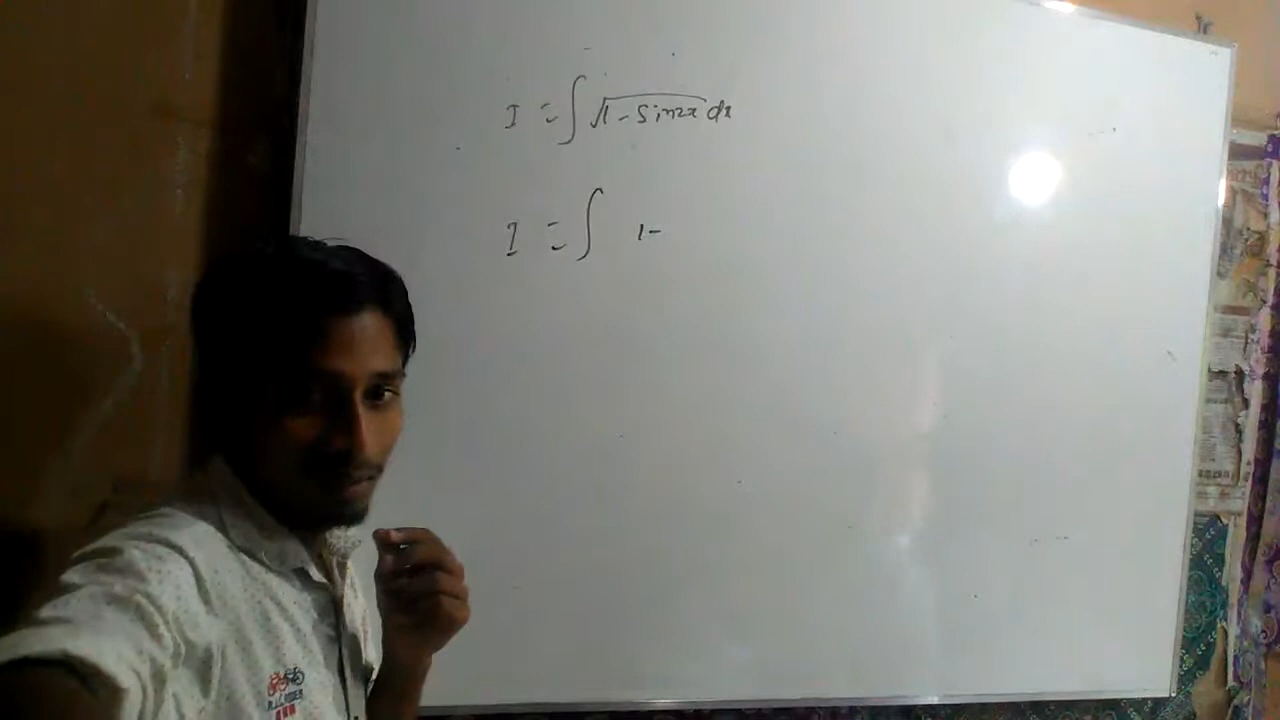 I = ∫ √1 - Sin2x dx
I = ∫ 1-